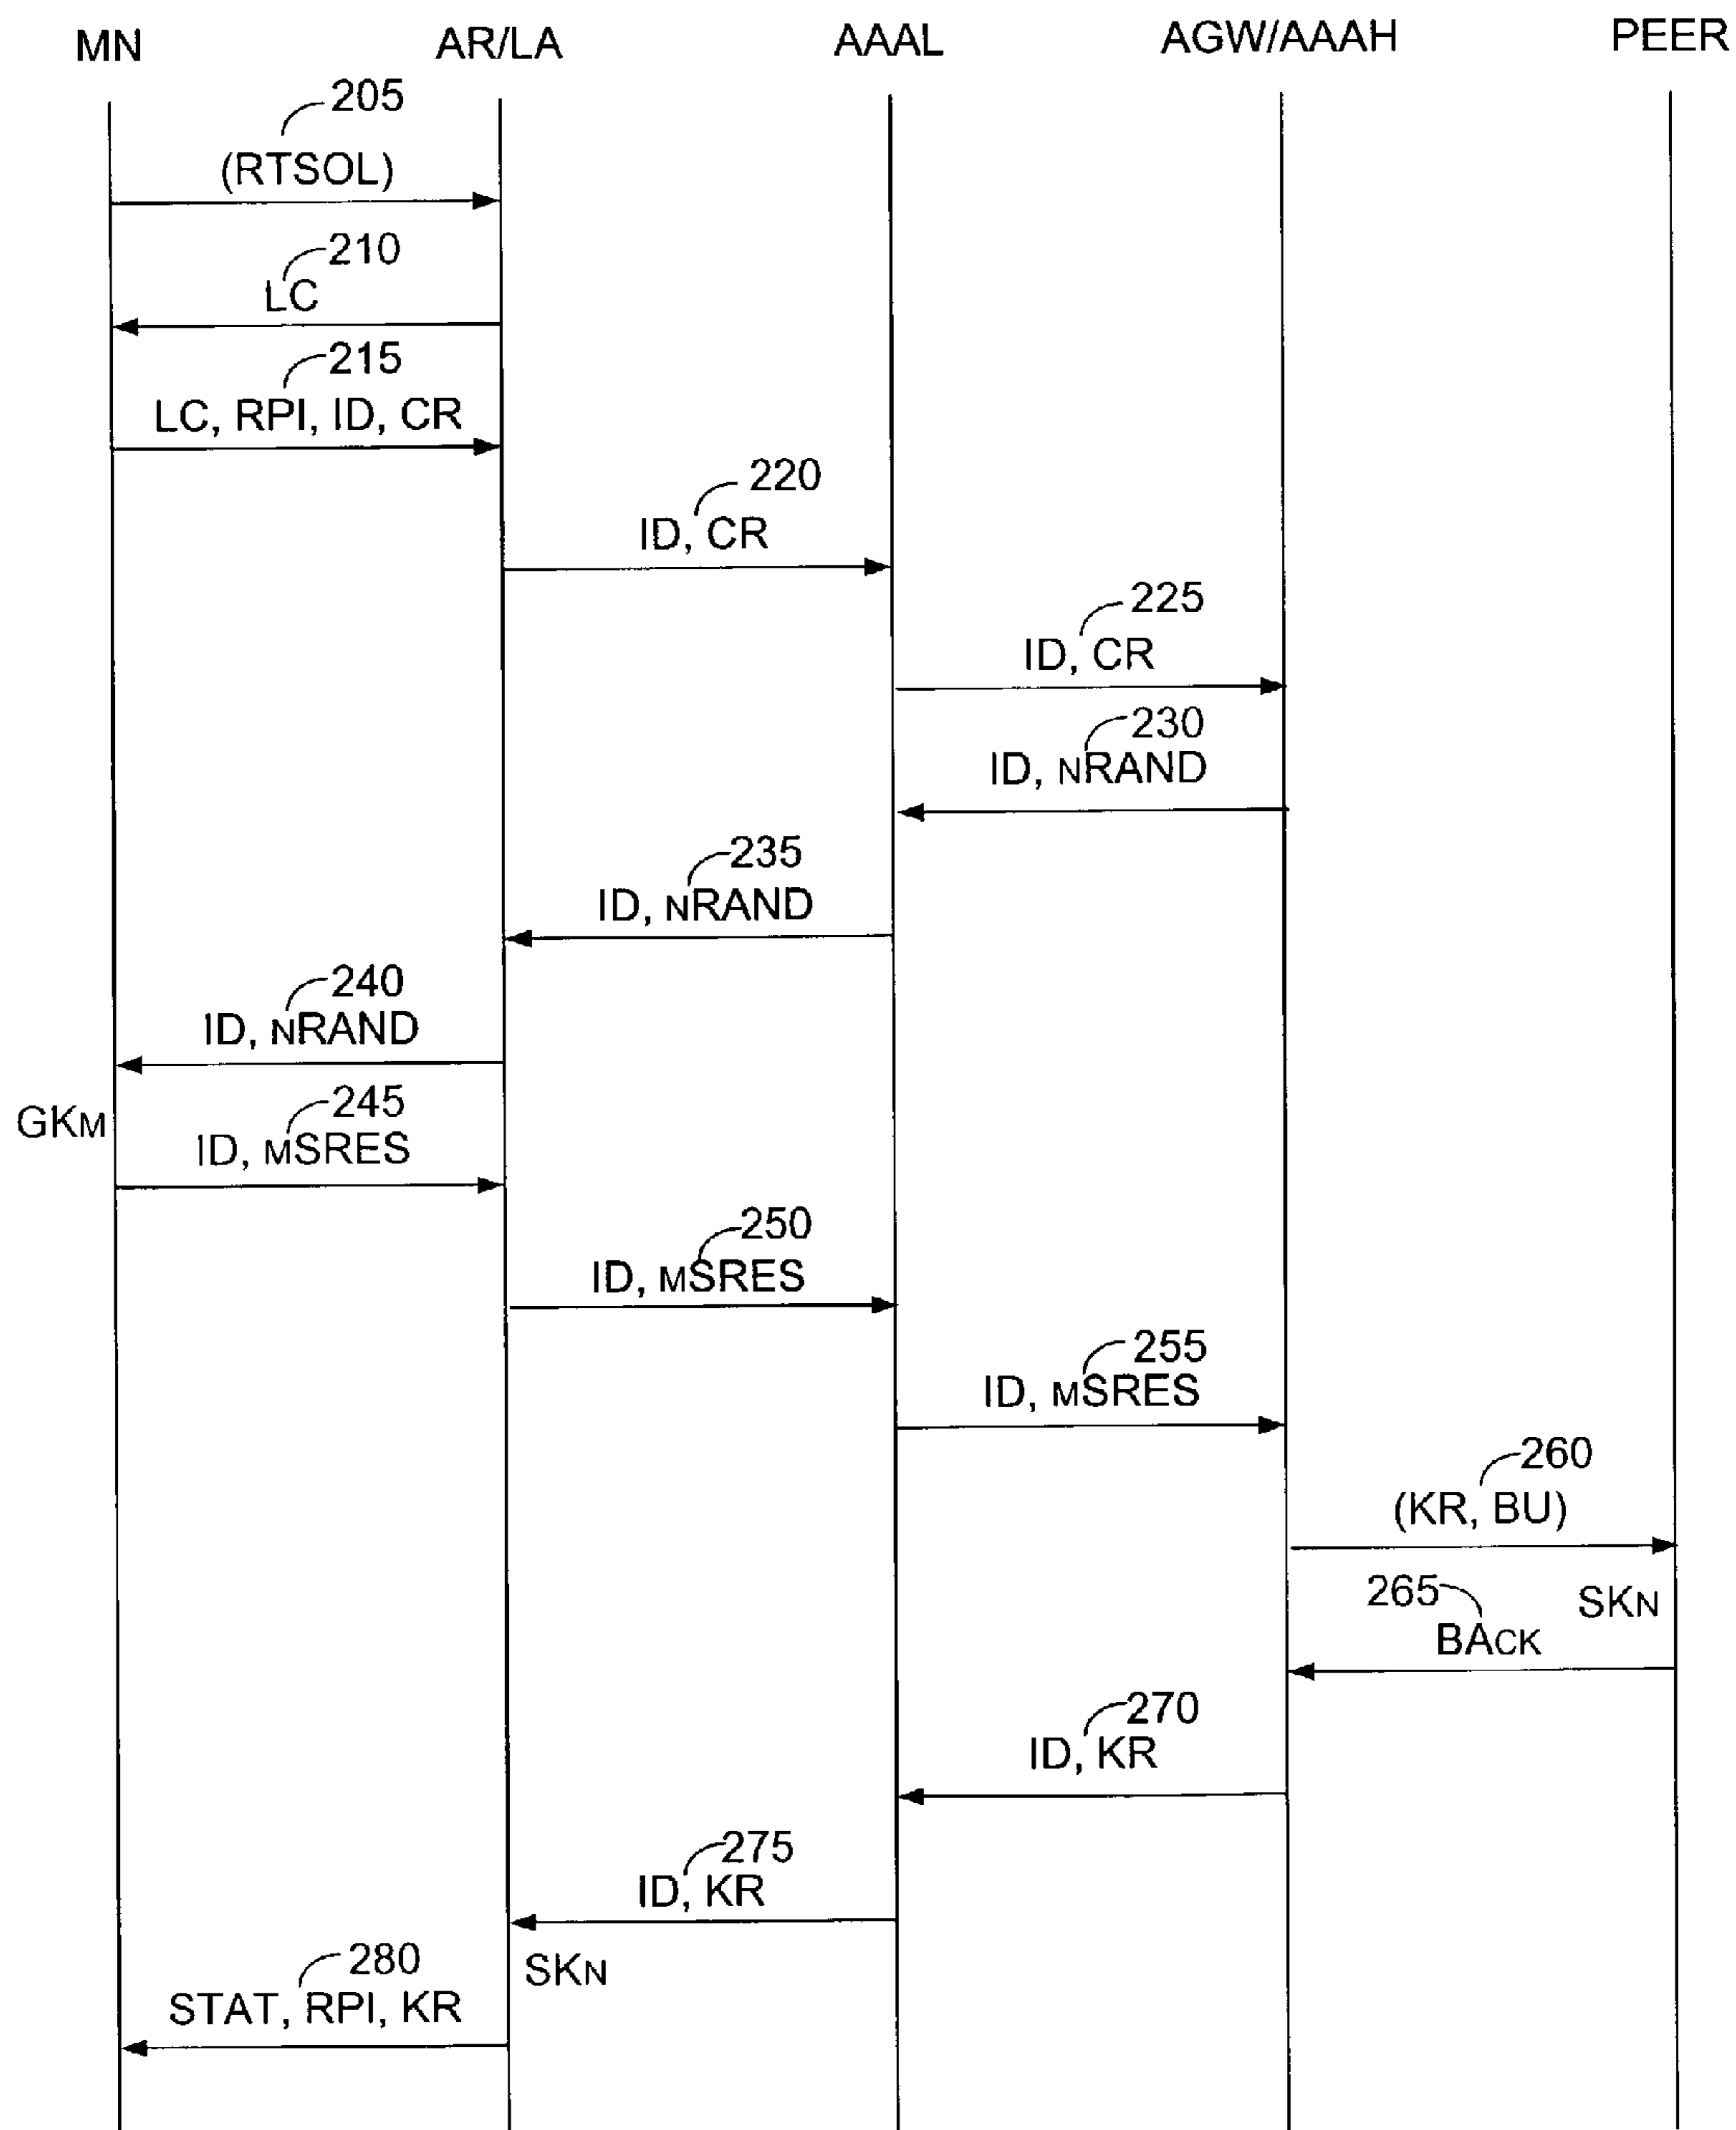 MN AR/LA AAAL AGW/AAAH PEER
205
(RTSOL)
210
LC
215
LC, RPI, ID, CR
220
ID, CR
225
ID, CR
230
ID, NRAND
235
ID, NRAND
240
ID, NRAND
GKM
245
ID, MSRES
250
ID, MSRES
255
ID, MSRES
260
(KR, BU)
265
SKN
BACK
270
ID, KR
275
ID, KR
SKN
280
STAT, RPI, KR